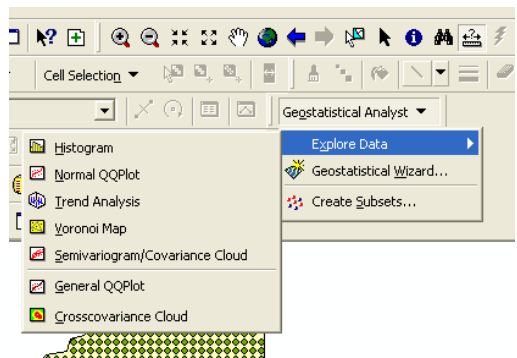 Cell Selection
Geostatistical Analyst
Explore Data
Geostatistical Wizard...
Create Subsets...
Histogram
Normal QQPlot
Trend Analysis
Voronoi Map
Semivariogram/Covariance Cloud
General QQPlot
Crosscovariance Cloud